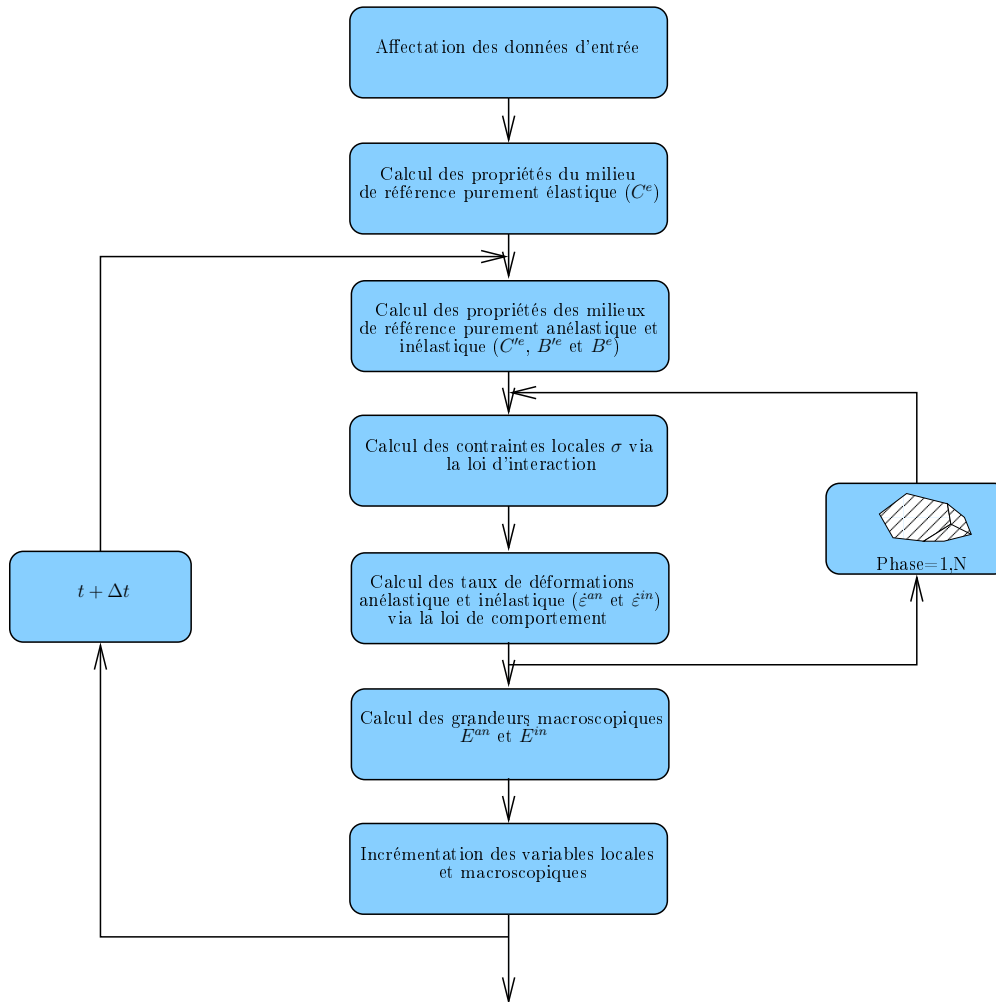 Affectation des données d'entrée
Calcul des propriétés du milieu
de référence purement élastique (C^e)
Calcul des propriétés des milieux
de référence purement anélastique et
inélastique (C'^e, B'^e et B^e)
Calcul des contraintes locales σ via
la loi d'interaction
Calcul des taux de déformations
anélastique et inélastique (ε̇^an et ε̇^in)
via la loi de comportement
Phase=1,N
t + Δt
Calcul des grandeurs macroscopiques
Ė^an et Ė^in
Incrémentation des variables locales
et macroscopiques